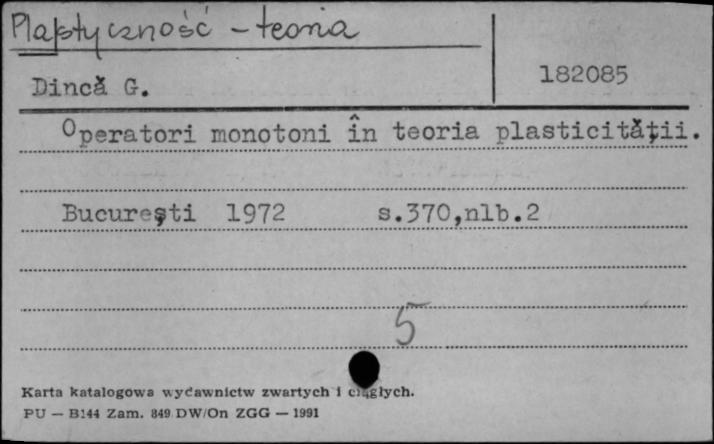 Plastyczność - teoria
182085
Dincă G.
Operatori monotoni în teoria plasticităţii.
Bucureşti 1972 s.370,nlb.2
5
Karta katalogowa wydawnictw zwartych i ciągłych.
PU — B144 Zam. 849 DW/On ZGG — 1991